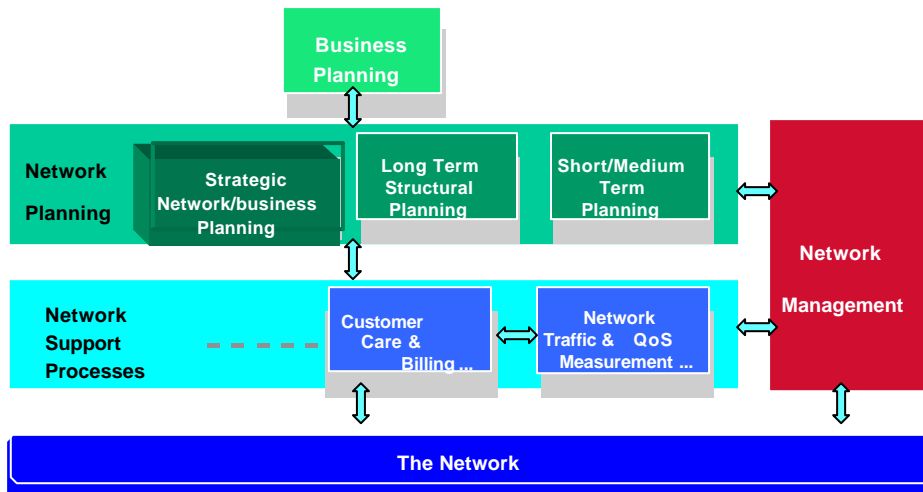 Business
Planning
Network
Planning
Strategic
Network/business
Planning
Long Term
Structural
Planning
Short/Medium
Term
Planning
Network
Management
Network
Support
Processes
Customer
Care &
Billing ...
Network
Traffic & QoS
Measurement ...
The Network